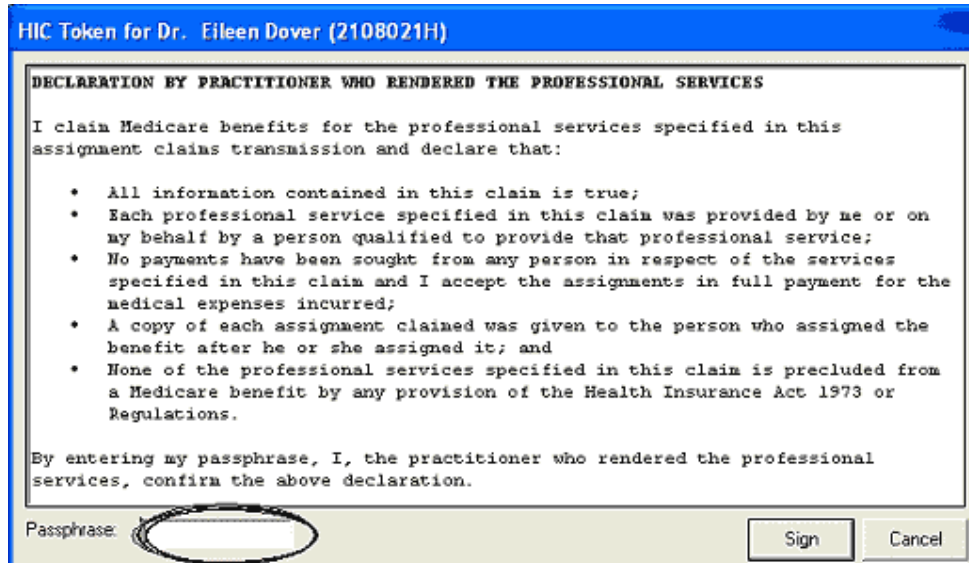 HIC Token for Dr. Eileen Dover (2108021H)
DECLARATION BY PRACTITIONER WHO RENDERED THE PROFESSIONAL SERVICES
I claim Medicare benefits for the professional services specified in this
assignment claims transmission and declare that:
• All information contained in this claim is true;
• Each professional service specified in this claim was provided by me or on
my behalf by a person qualified to provide that professional service;
• No payments have been sought from any person in respect of the services
specified in this claim and I accept the assignments in full payment for the
medical expenses incurred;
• A copy of each assignment claimed was given to the person who assigned the
benefit after he or she assigned it; and
• None of the professional services specified in this claim is precluded from
a Medicare benefit by any provision of the Health Insurance Act 1973 or
Regulations.
By entering my passphrase, I, the practitioner who rendered the professional
services, confirm the above declaration.
Passphrase:
Sign
Cancel